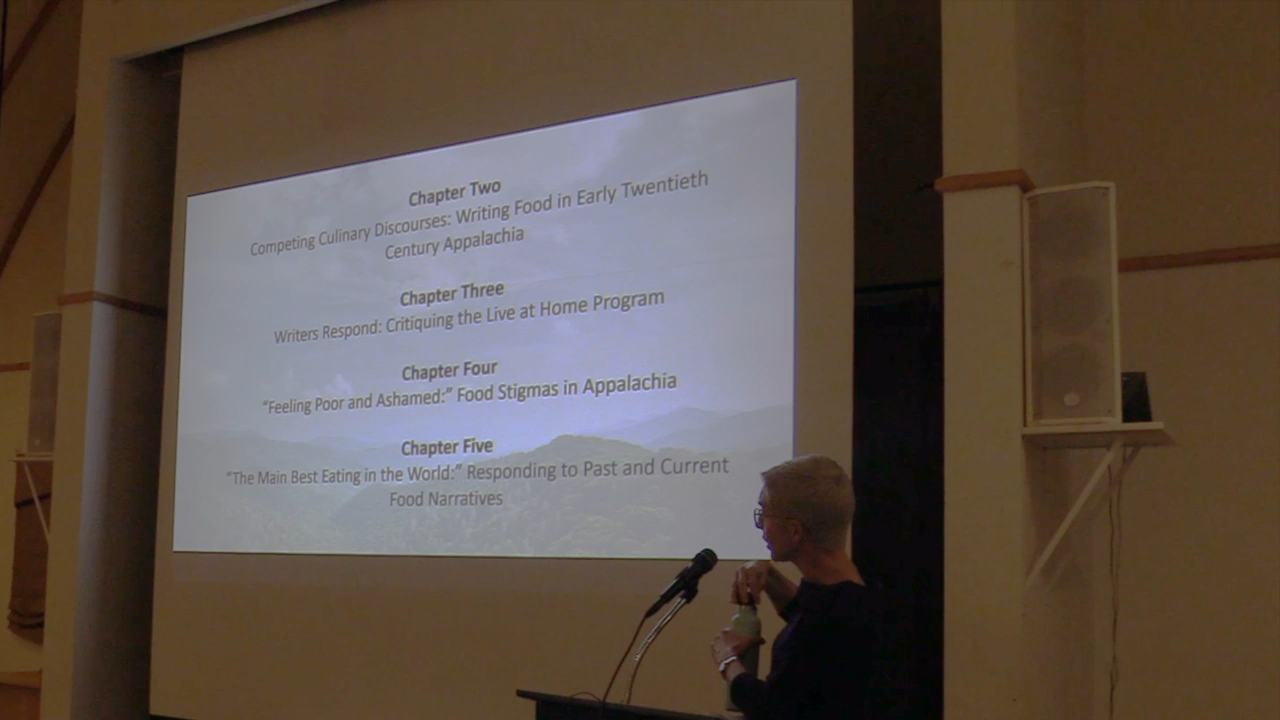 Chapter Two
Competing Culinary Discourses: Writing Food in Early Twentieth
Century Appalachia
Chapter Three
Writers Respond: Critiquing the Live at Home Program
Chapter Four
“Feeling Poor and Ashamed:” Food Stigmas in Appalachia
Chapter Five
“The Main Best Eating in the World:” Responding to Past and Current
Food Narratives